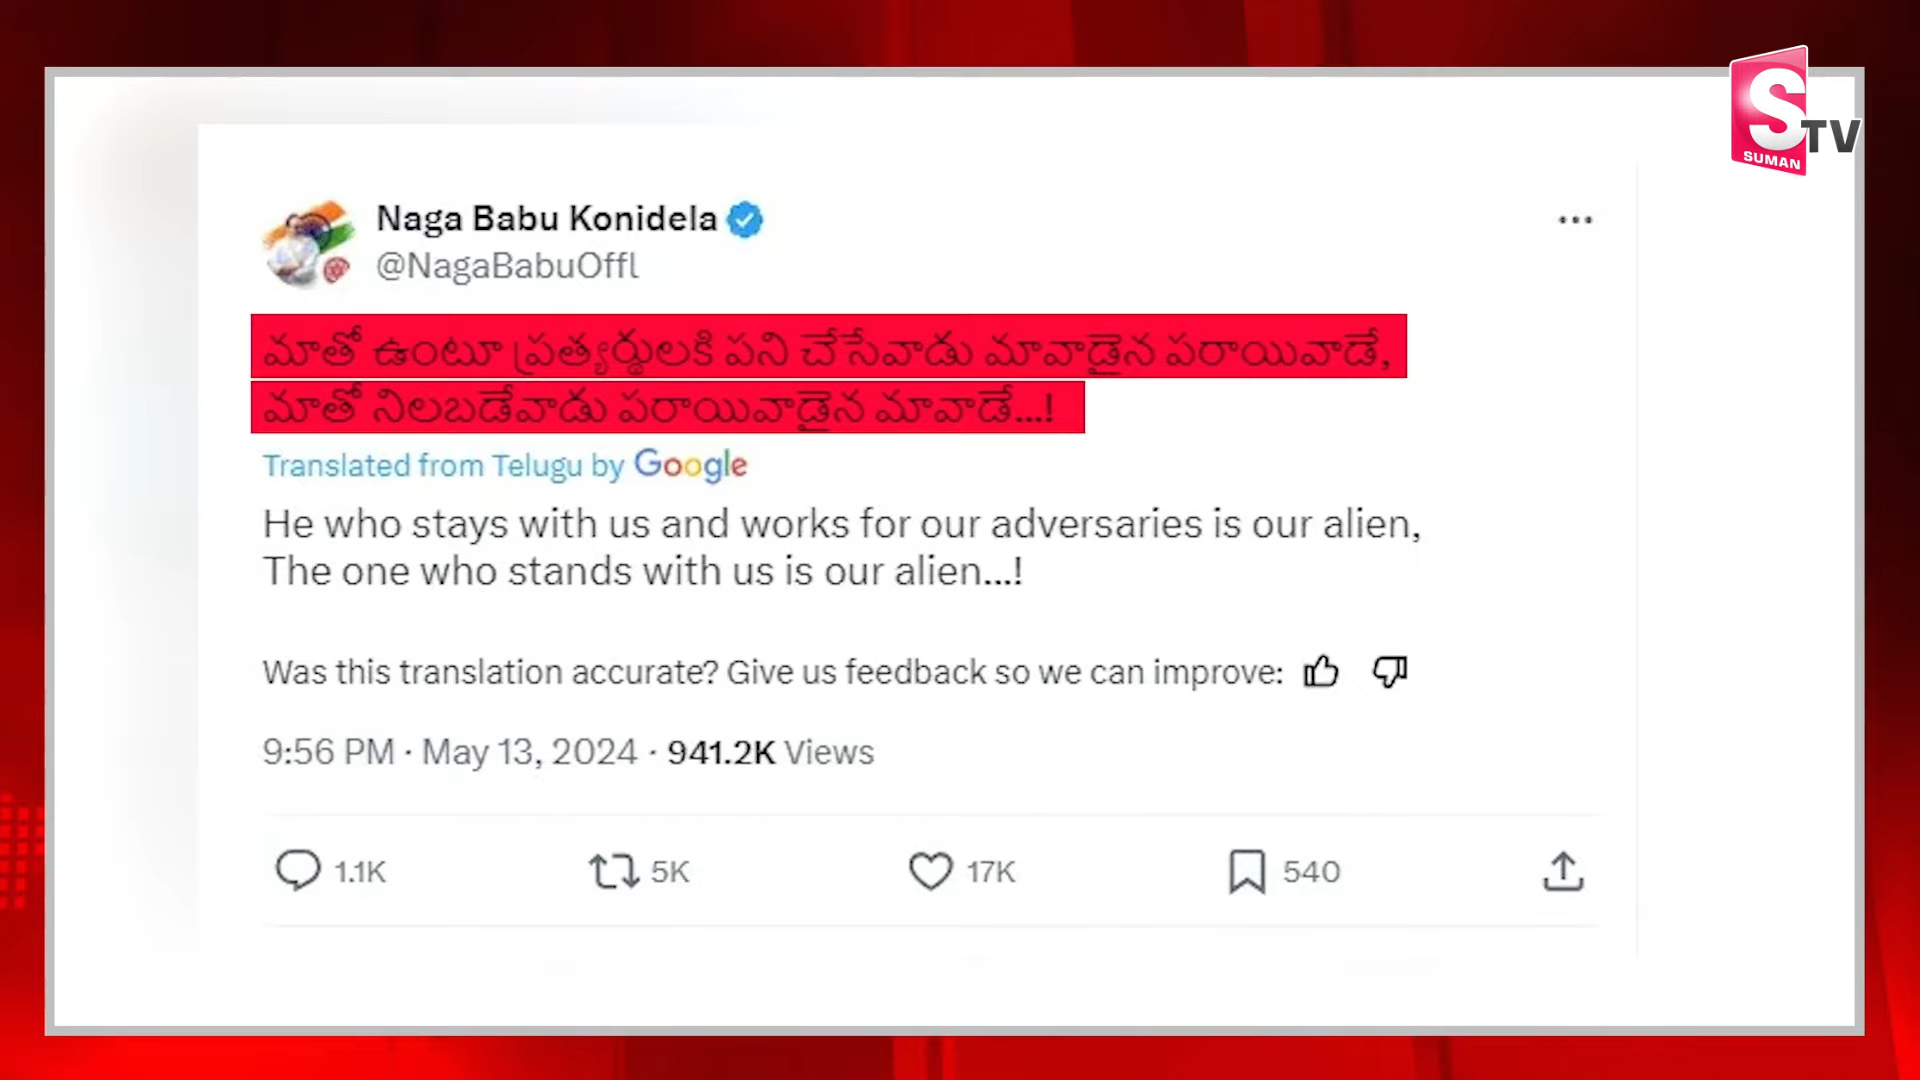 S
TV
SUMAN
Naga Babu Konidela
@NagaBabuOffl
మాతో ఉంటూ ప్రత్యర్థులకి పని చేసేవాడు మావాడైన పరాయివాడే,
మాతో నిలబడేవాడు పరాయివాడైన మావాడే...!
Translated from Telugu by Google
He who stays with us and works for our adversaries is our alien,
The one who stands with us is our alien...!
Was this translation accurate? Give us feedback so we can improve:
9:56 PM · May 13, 2024 · 941.2K Views
1.1K 5K 17K 540